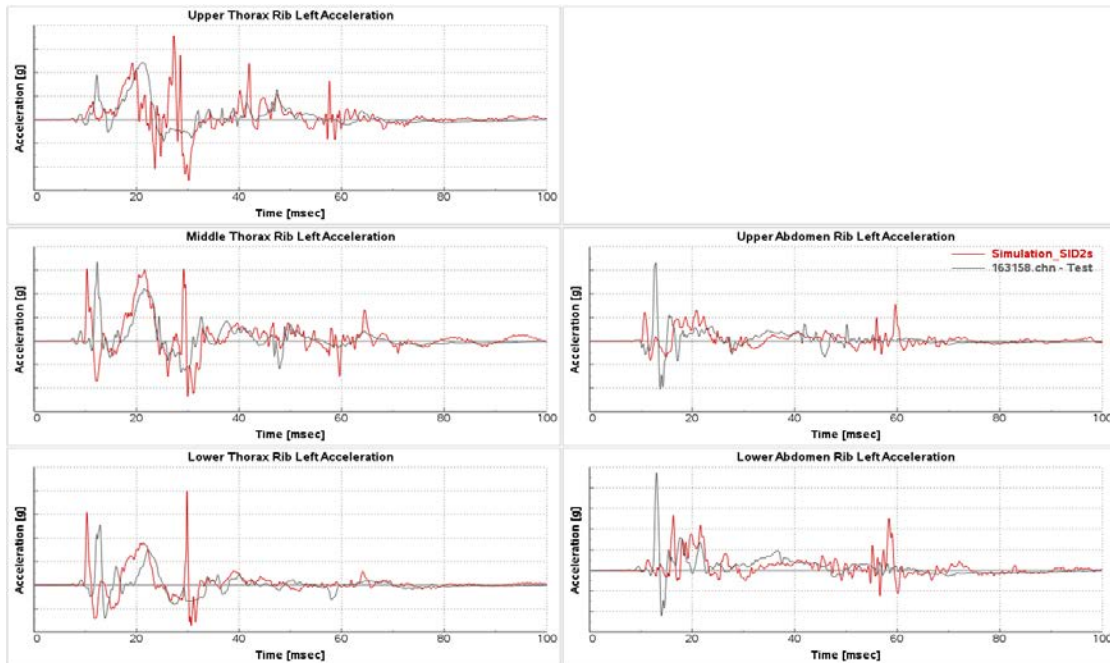 Upper Thorax Rib Left Acceleration
Acceleration [g]
0 20 40 60 80 100
Time [msec]
Middle Thorax Rib Left Acceleration
Acceleration [g]
0 20 40 60 80 100
Time [msec]
Upper Abdomen Rib Left Acceleration
Simulation_SID2s
163158.chn - Test
Acceleration [g]
0 20 40 60 80 100
Time [msec]
Lower Thorax Rib Left Acceleration
Acceleration [g]
0 20 40 60 80 100
Time [msec]
Lower Abdomen Rib Left Acceleration
Acceleration [g]
0 20 40 60 80 100
Time [msec]